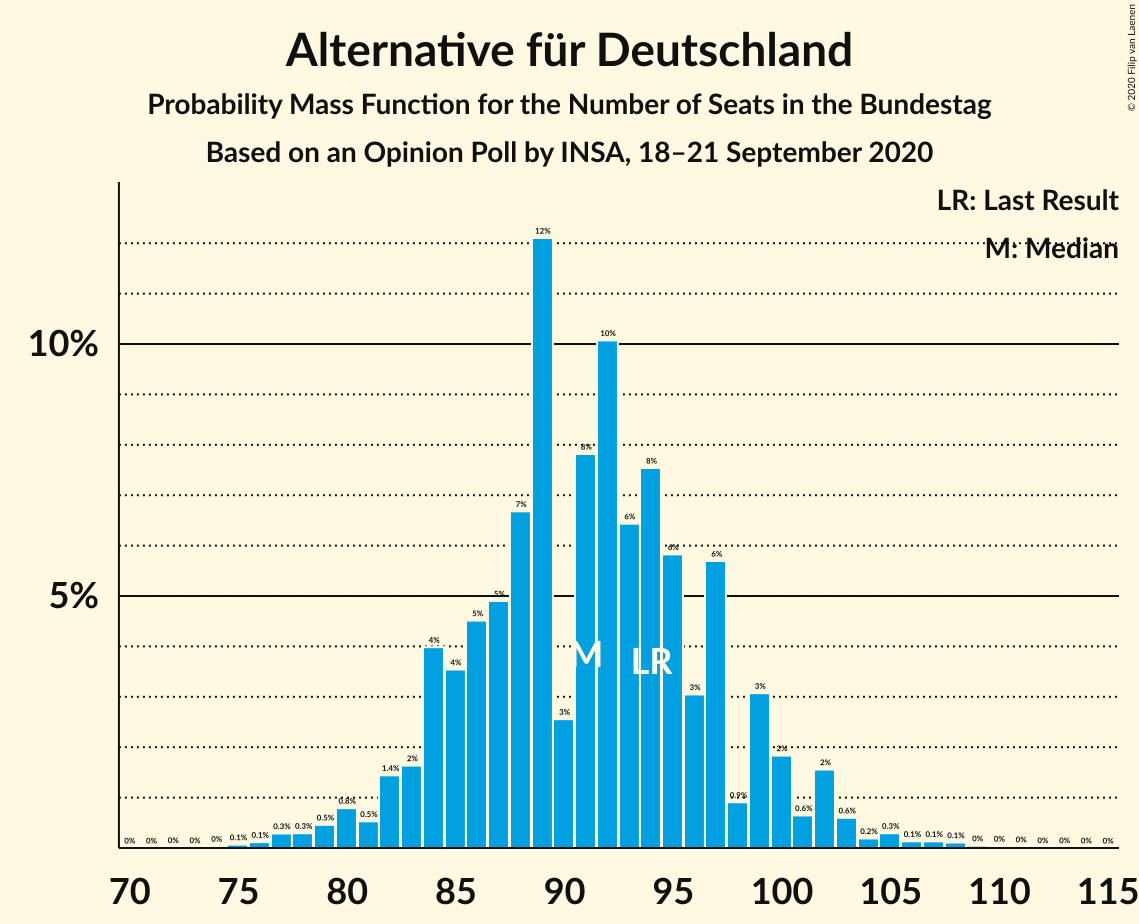 Alternative für Deutschland
Probability Mass Function for the Number of Seats in the Bundestag
Based on an Opinion Poll by INSA, 18–21 September 2020
© 2020 Filip van Laenen
LR: Last Result
M: Median
10%
5%
0% 0% 0% 0% 0% 0.1% 0.1% 0.3% 0.3% 0.5% 0.8% 0.5% 1.4% 2% 4% 4% 5% 5% 7% 12% 3% 8% 10% 6% 8% 6% 3% 6% 0.9% 3% 2% 0.6% 2% 0.6% 0.2% 0.3% 0.1% 0.1% 0.1% 0% 0% 0% 0% 0% 0% 0%
M LR
70 75 80 85 90 95 100 105 110 115